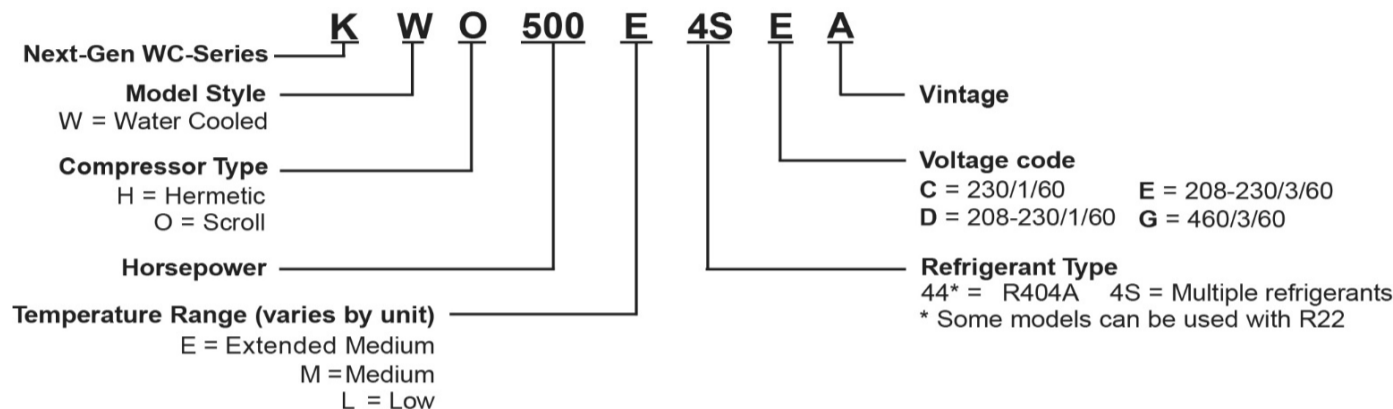 K W O 500 E 4S E A
Next-Gen WC-Series
Model Style
W = Water Cooled
Compressor Type
H = Hermetic
O = Scroll
Horsepower
Temperature Range (varies by unit)
E = Extended Medium
M =Medium
L = Low
Vintage
Voltage code
C = 230/1/60 E = 208-230/3/60
D = 208-230/1/60 G = 460/3/60
Refrigerant Type
44* = R404A 4S = Multiple refrigerants
* Some models can be used with R22